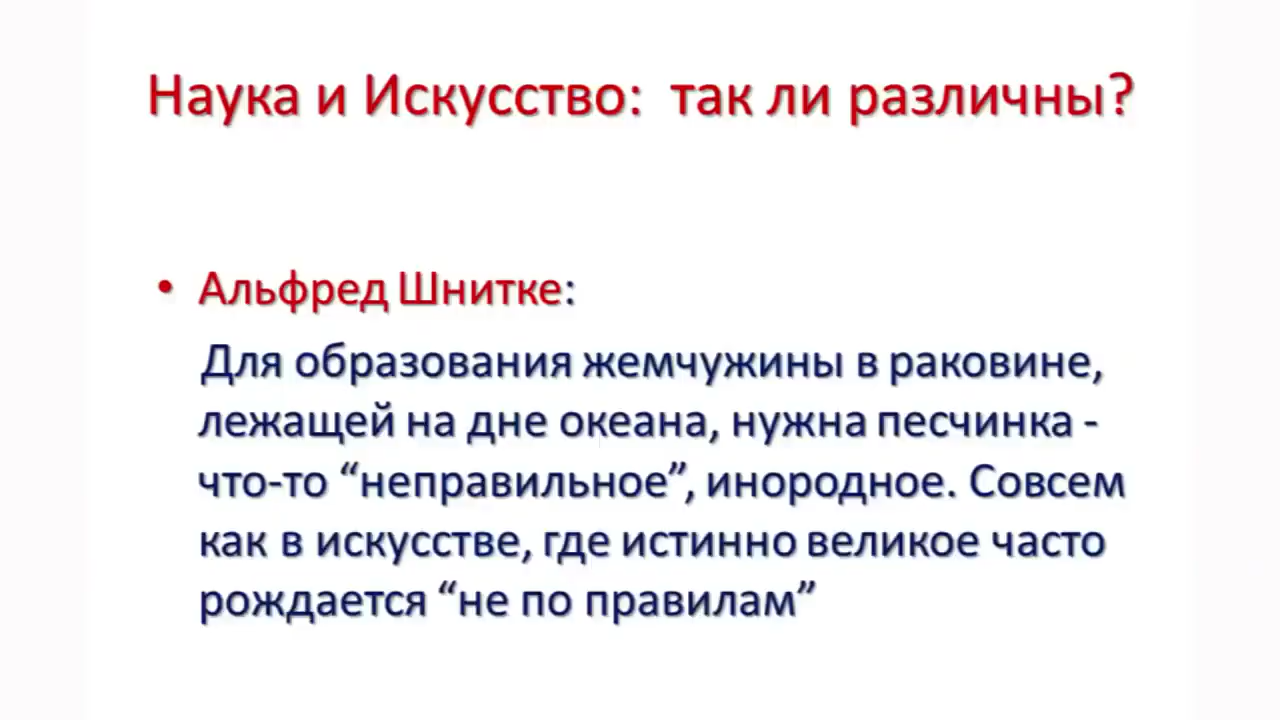 Наука и Искусство: так ли различны?
• Альфред Шнитке:
Для образования жемчужины в раковине,
лежащей на дне океана, нужна песчинка -
что-то “неправильное”, инородное. Совсем
как в искусстве, где истинно великое часто
рождается “не по правилам”